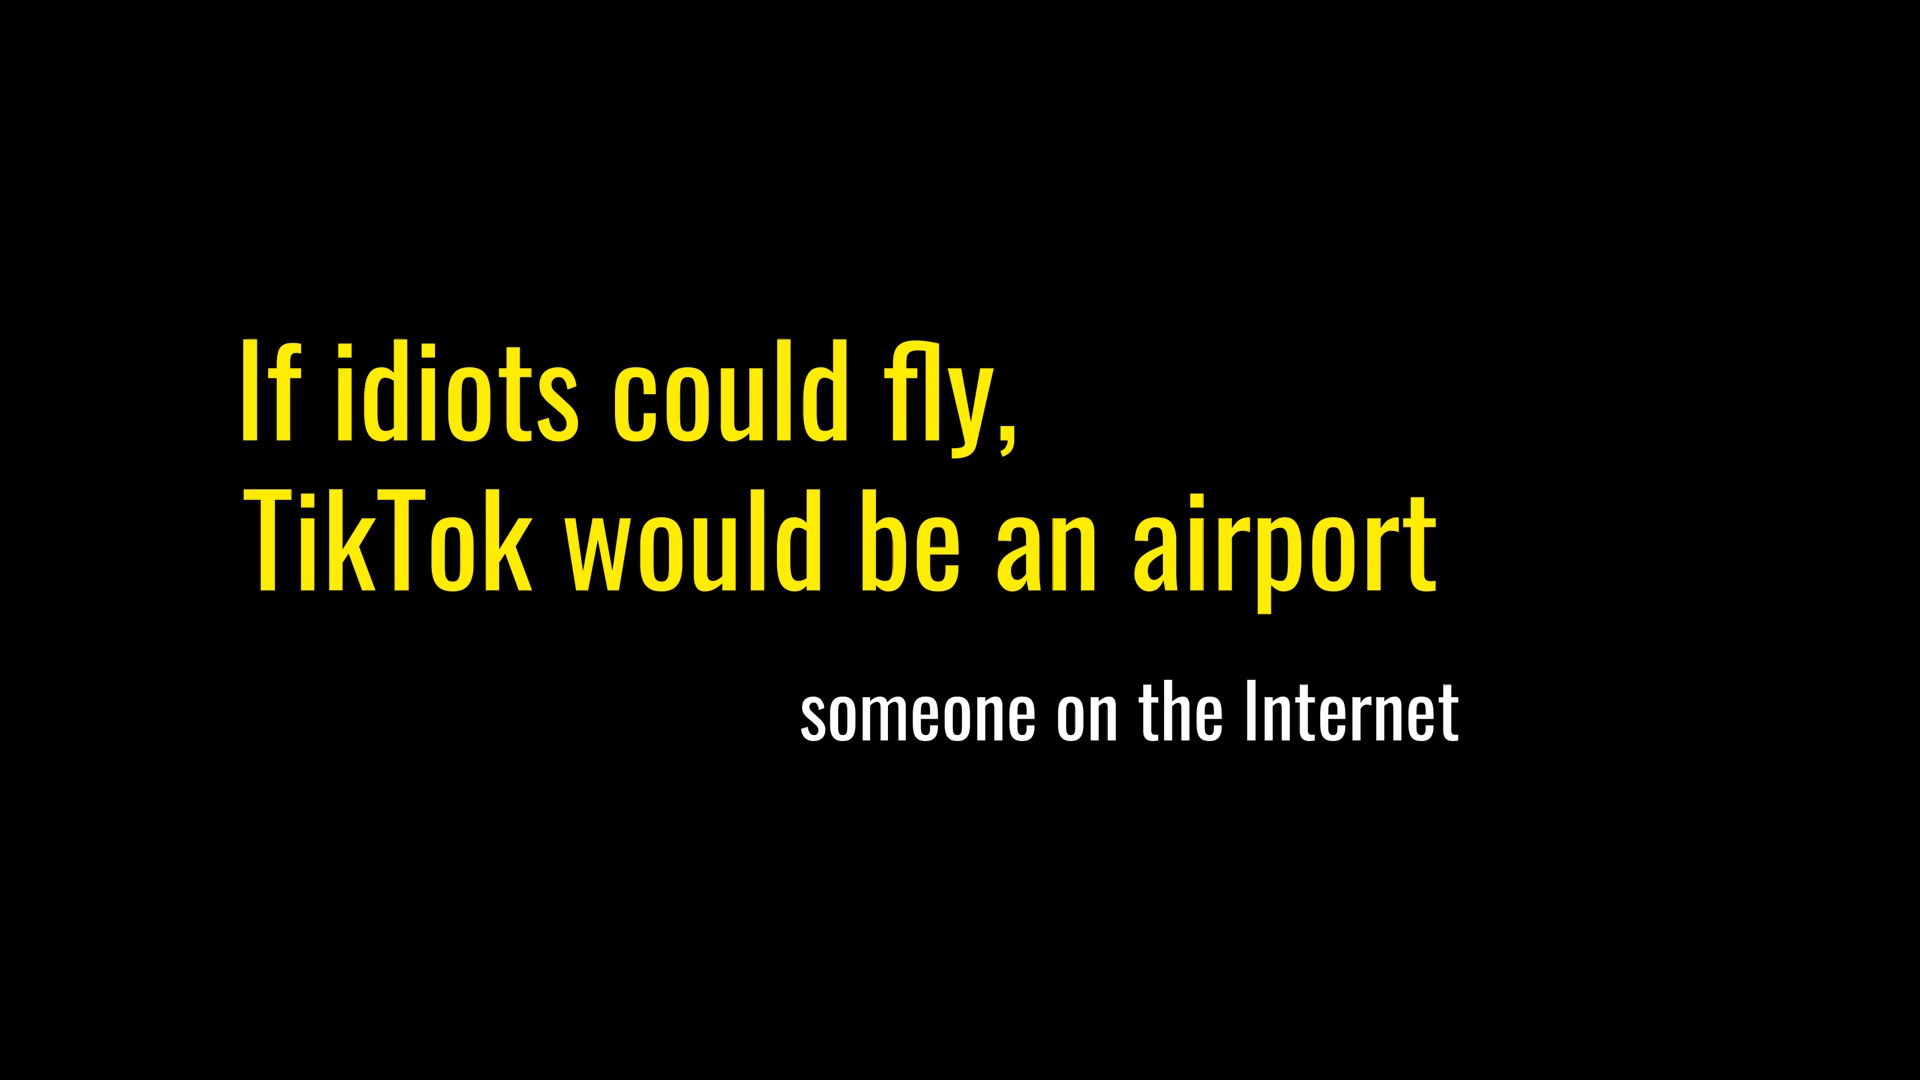 If idiots could fly,
TikTok would be an airport
someone on the Internet